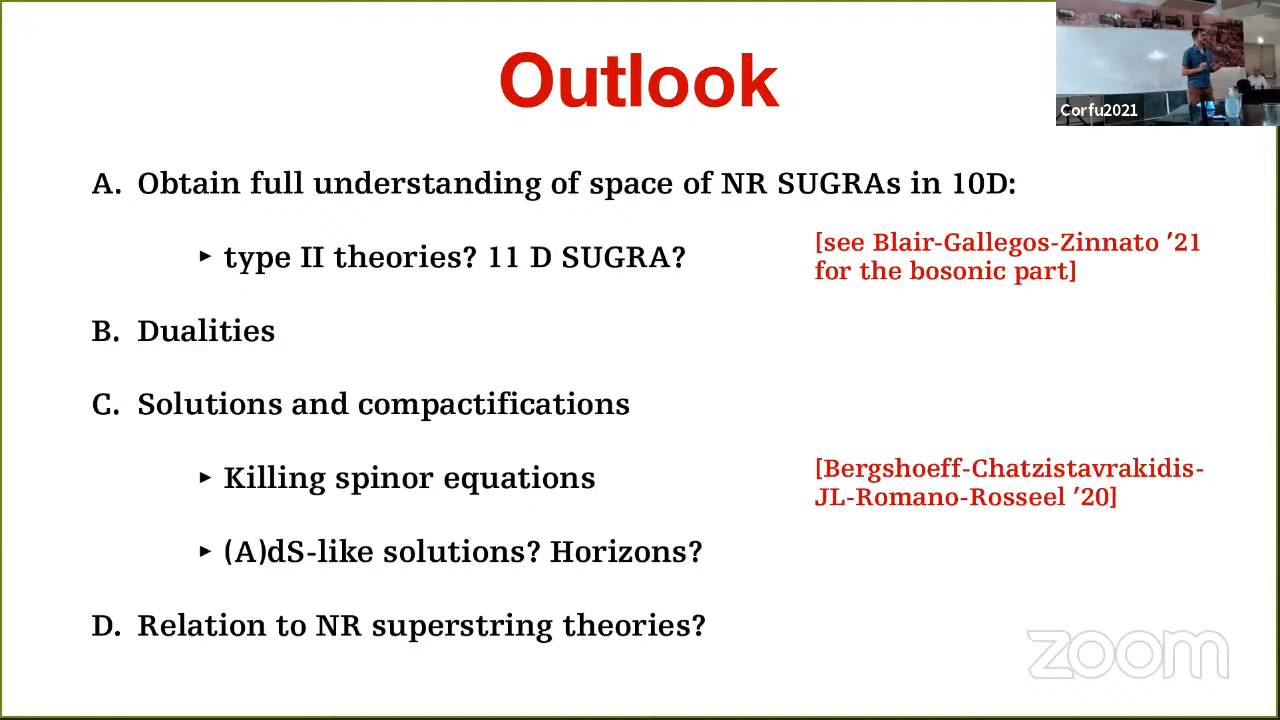 Outlook
Corfu2021
A. Obtain full understanding of space of NR SUGRAs in 10D:
‣ type II theories? 11 D SUGRA?
[see Blair-Gallegos-Zinnato ′21
for the bosonic part]
B. Dualities
C. Solutions and compactifications
‣ Killing spinor equations
[Bergshoeff-Chatzistavrakidis-
JL-Romano-Rosseel ′20]
‣ (A)dS-like solutions? Horizons?
D. Relation to NR superstring theories?
zoom